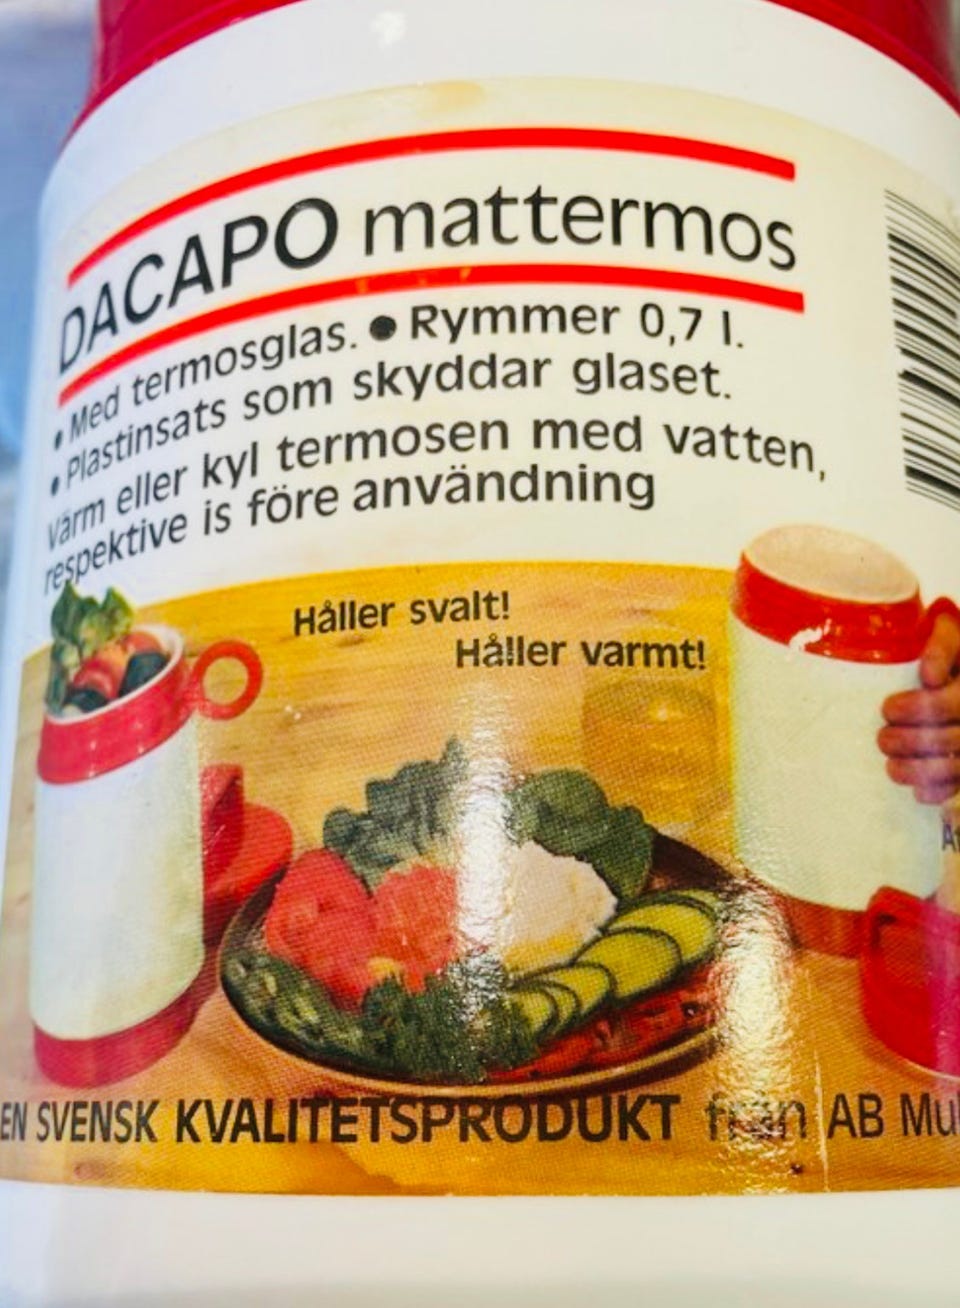 DACAPO mattermos
• Med termosglas. • Rymmer 0,7 l.
• Plastinsats som skyddar glaset.
Värm eller kyl termosen med vatten,
respektive is före användning
Håller svalt!
Håller varmt!
EN SVENSK KVALITETSPRODUKT från AB